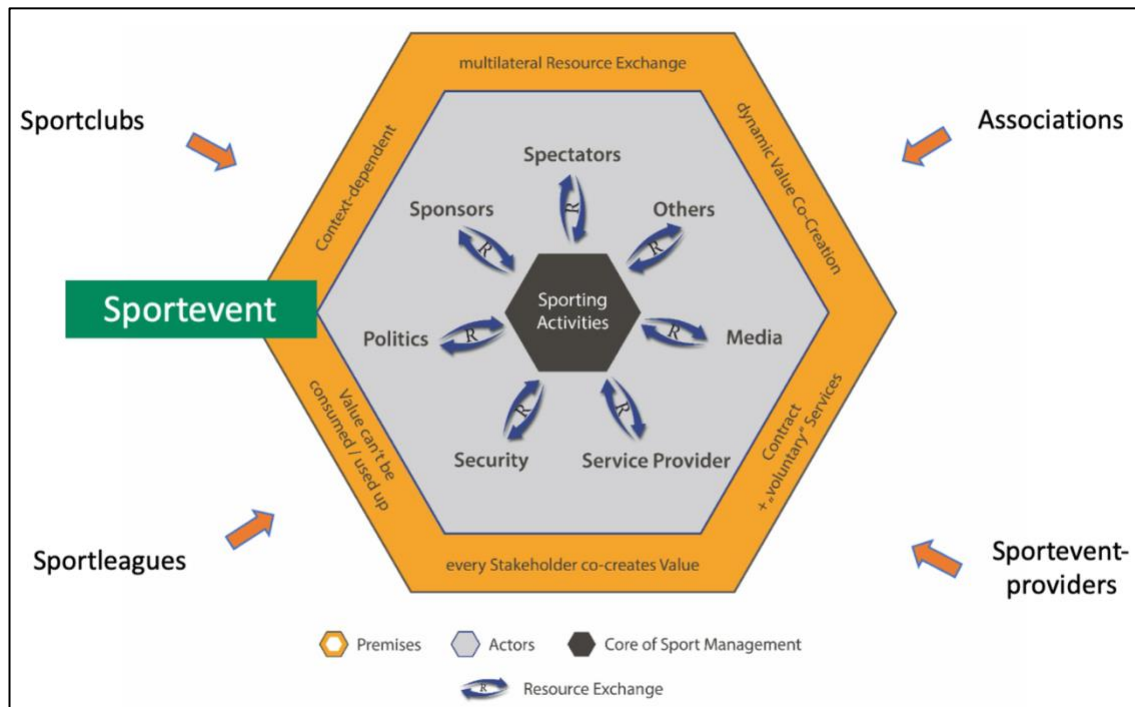 multilateral Resource Exchange
Sportclubs
Associations
Context-dependent
dynamic Value Co-Creation
Spectators
Sponsors
R
Others
R
R
Sportevent
Sporting
Activities
Politics
R
R
Media
Value can't be
consumed / used up
Contract
+ „voluntary" Services
R
R
Security
Service Provider
Sportleagues
Sportevent-
providers
every Stakeholder co-creates Value
Premises
Actors
Core of Sport Management
R
Resource Exchange